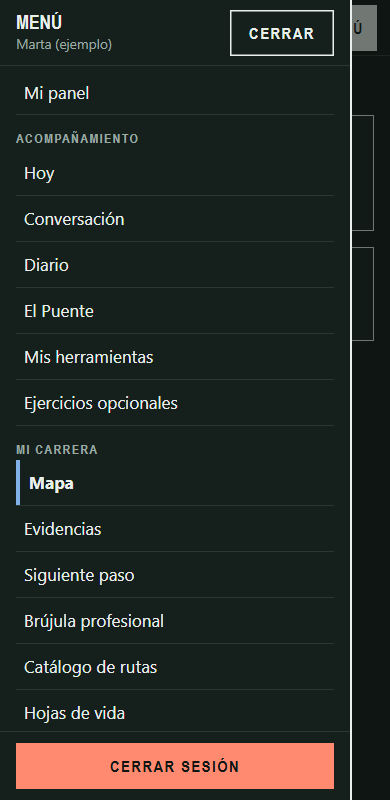 MENÚ
Marta (ejemplo)
CERRAR
Ú
Mi panel
ACOMPAÑAMIENTO
Hoy
Conversación
Diario
El Puente
Mis herramientas
Ejercicios opcionales
MI CARRERA
Mapa
Evidencias
Siguiente paso
Brújula profesional
Catálogo de rutas
Hojas de vida
CERRAR SESIÓN